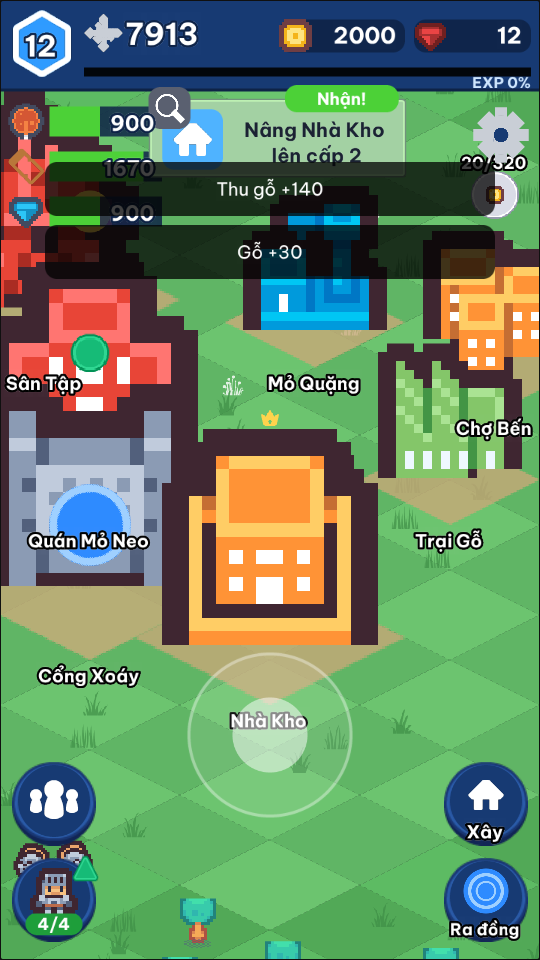 12
7913
2000
12
EXP 0%
Nhận!
Nâng Nhà Kho
lên cấp 2
900
1670
900
20/320
Thu gỗ +140
Gỗ +30
Sân Tập
Mỏ Quặng
Chợ Bến
Quán Mỏ Neo
Trại Gỗ
Cổng Xoáy
Nhà Kho
Xây
4/4
Ra đồng